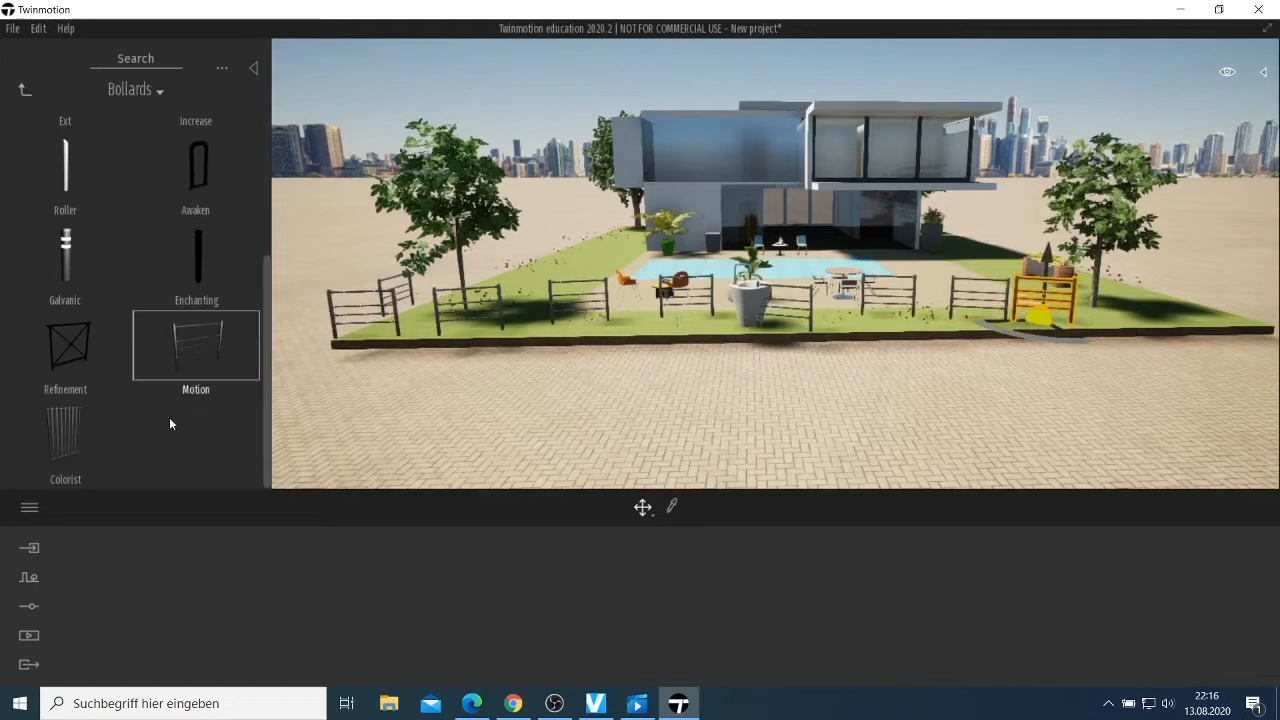 Twinmotion
File Edit Help
Twinmotion education 2020.2 | NOT FOR COMMERCIAL USE - New project*
Search
...
Bollards
Ext Increase
Roller Awaken
Galvanic Enchanting
Refinement Motion
Colorist
Suchbegriff hier eingeben
22:16
13.08.2020
1